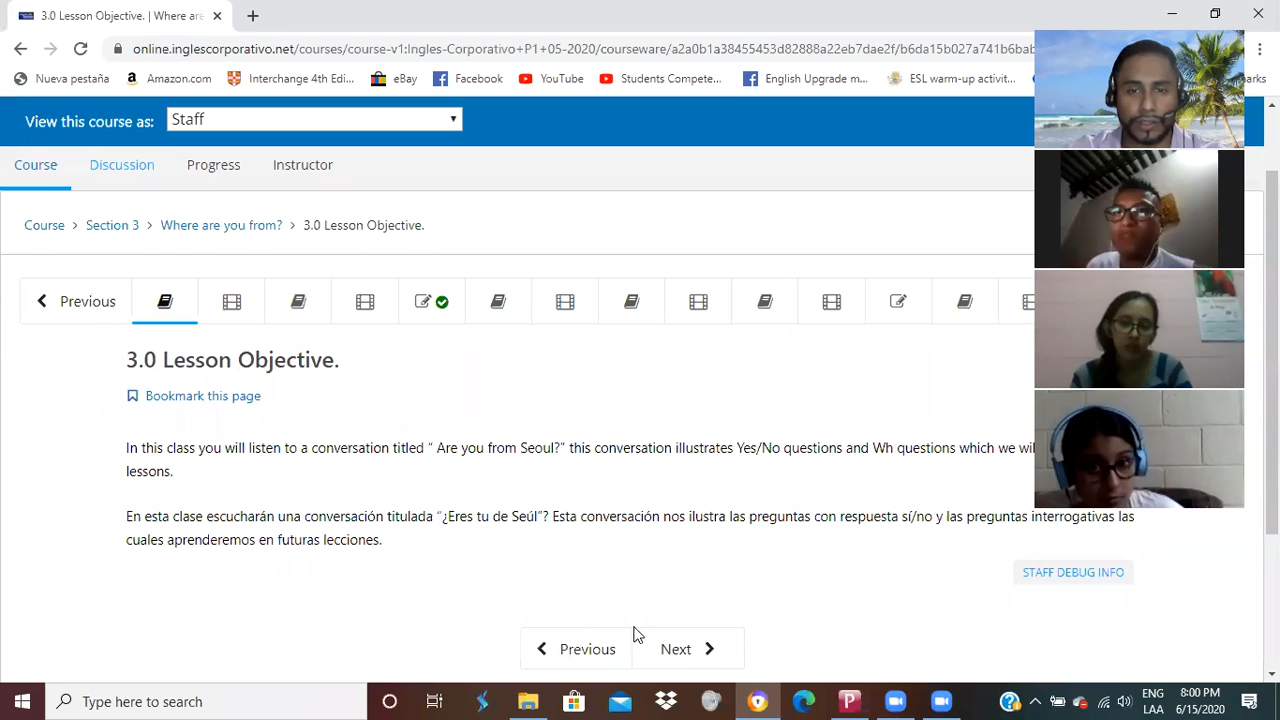 3.0 Lesson Objective. | Where are
online.inglescorporativo.net/courses/course-v1:Ingles-Corporativo+P1+05-2020/courseware/a2a0b1a38455453d82888a22eb7dae2f/b6da15b027a741b6bab
Nueva pestaña Amazon.com Interchange 4th Edi... eBay Facebook YouTube Students Compete... English Upgrade m... ESL warm-up activit...
View this course as: Staff
Course Discussion Progress Instructor
Course > Section 3 > Where are you from? > 3.0 Lesson Objective.
Previous
3.0 Lesson Objective.
Bookmark this page
In this class you will listen to a conversation titled “ Are you from Seoul?” this conversation illustrates Yes/No questions and Wh questions which we wil
lessons.
En esta clase escucharán una conversación titulada “¿Eres tu de Seúl”? Esta conversación nos ilustra las preguntas con respuesta sí/no y las preguntas interrogativas las
cuales aprenderemos en futuras lecciones.
STAFF DEBUG INFO
Previous Next
Type here to search
ENG 8:00 PM
LAA 6/15/2020